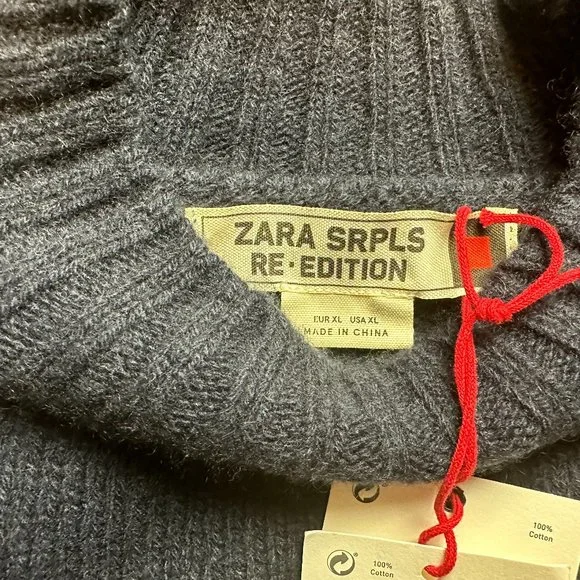 ZARA SRPLS
RE·EDITION
EUR XL USA XL
MADE IN CHINA
100%
Cotton
100%
Cotton